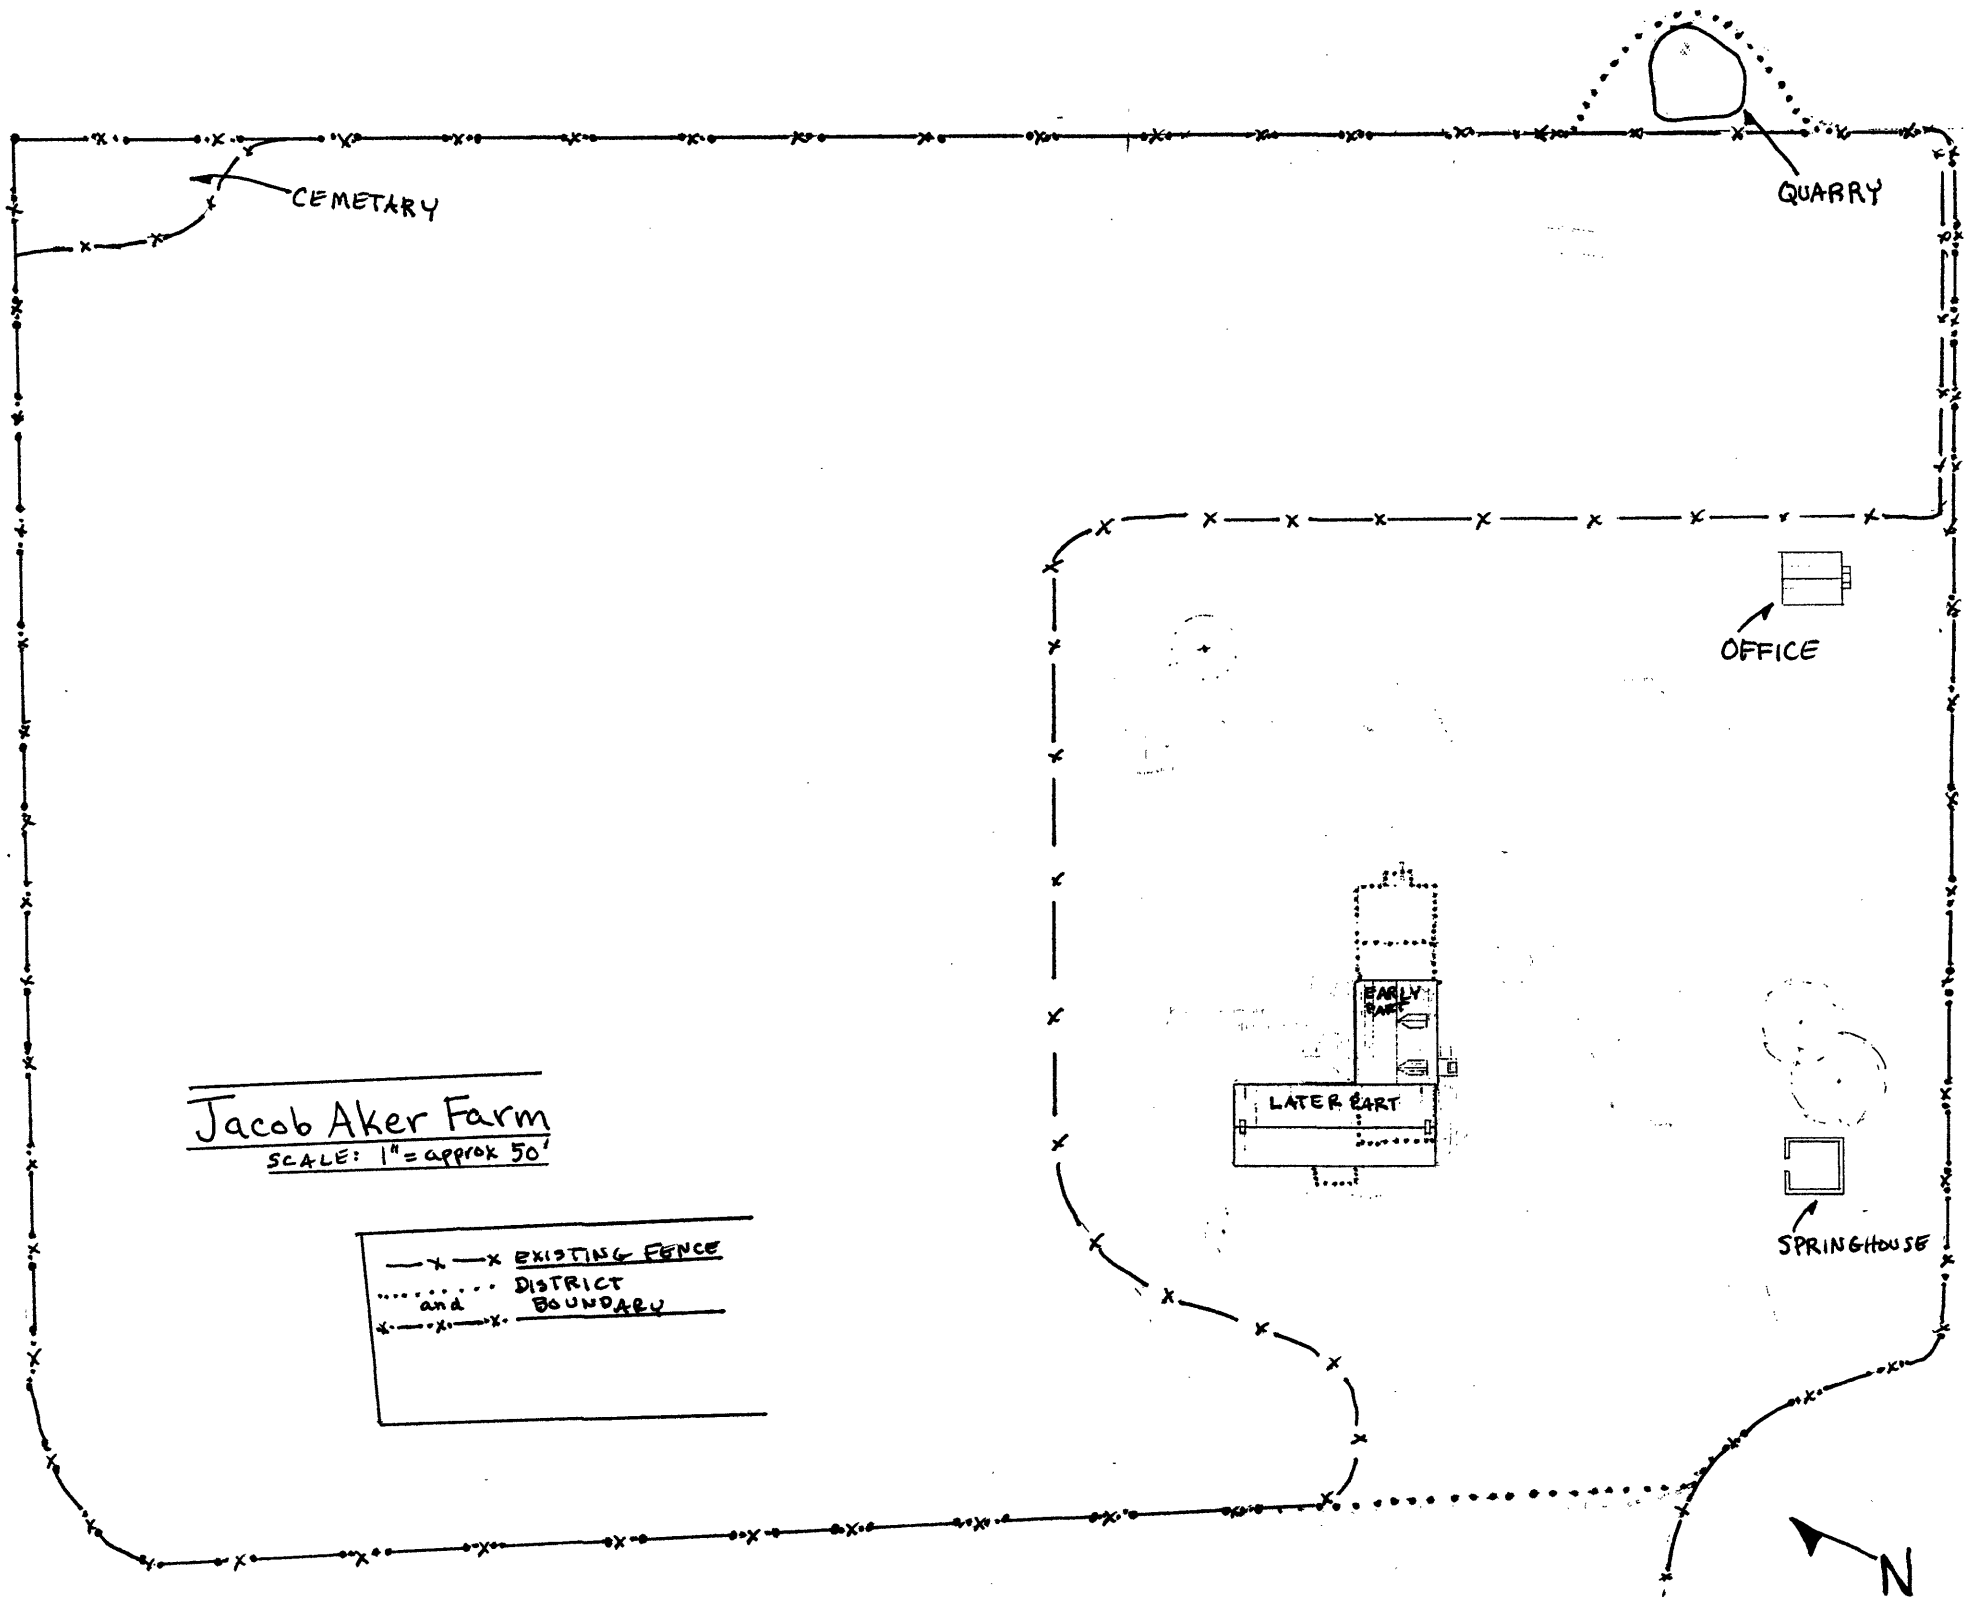 CEMETARY
QUARRY
OFFICE
EARLY
PART
LATER PART
Jacob Aker Farm
SCALE: 1" = approx 50'
—x—x EXISTING FENCE
........ DISTRICT
and BOUNDARY
x·—·x·—·x·
SPRINGHOUSE
N